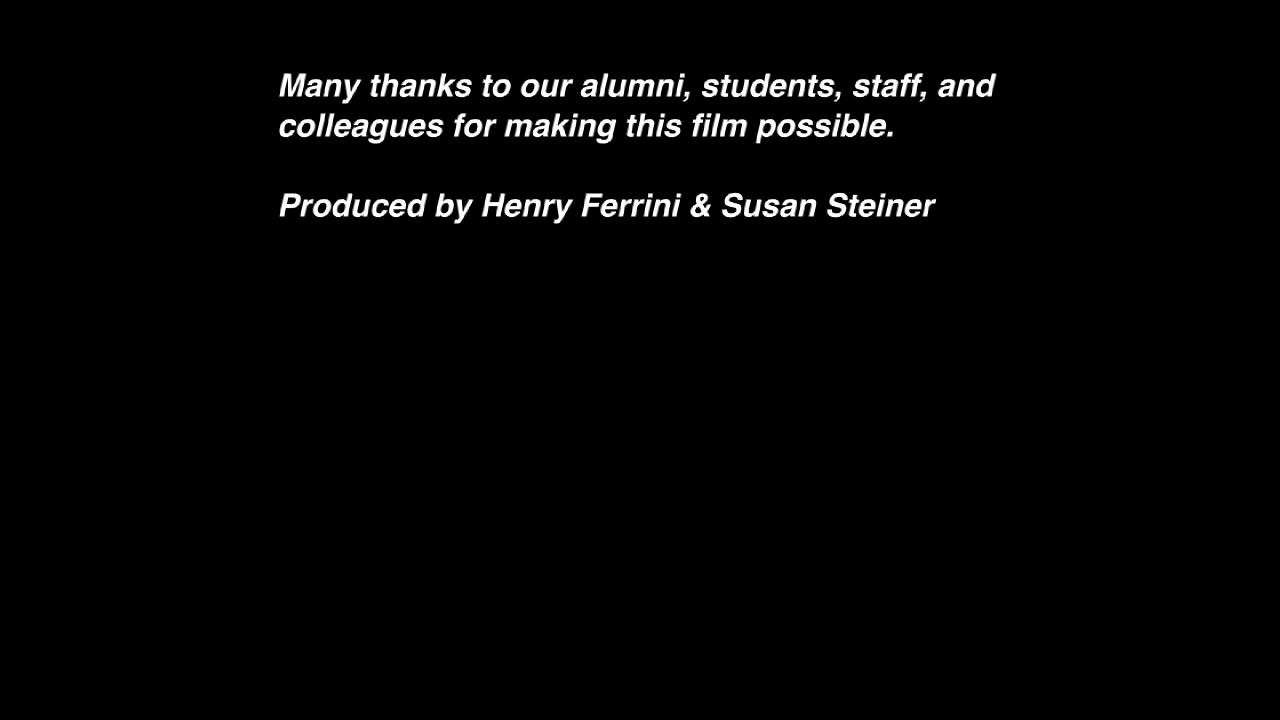 Many thanks to our alumni, students, staff, and
colleagues for making this film possible.
Produced by Henry Ferrini & Susan Steiner